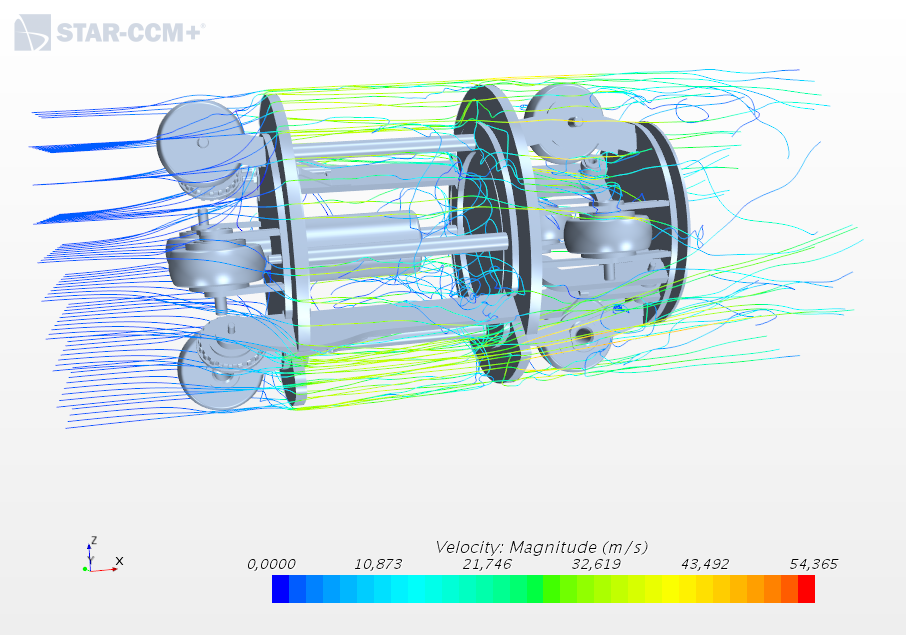 STAR-CCM+®
Z
Y
X
Velocity: Magnitude (m/s)
0,0000 10,873 21,746 32,619 43,492 54,365